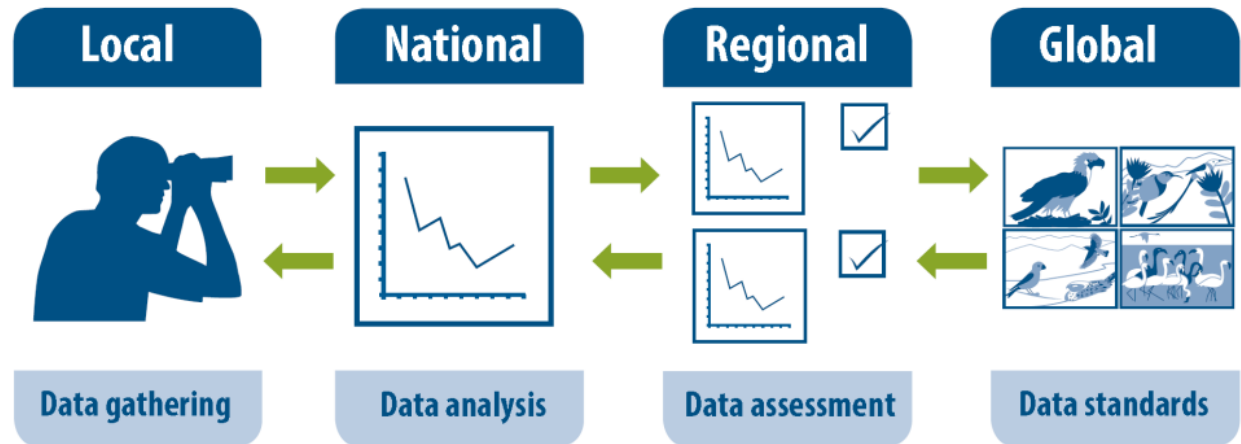 Local
National
Regional
Global
Data gathering
Data analysis
Data assessment
Data standards